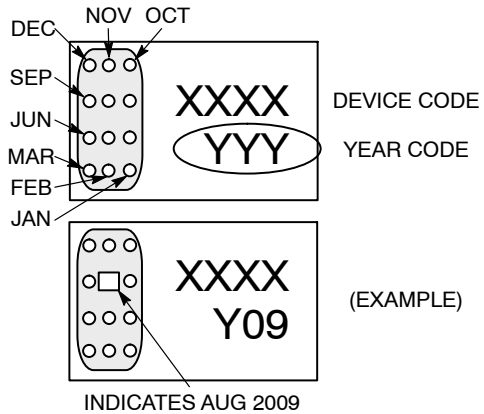 DEC NOV OCT
SEP
JUN
MAR
FEB
JAN
XXXX DEVICE CODE
YYY YEAR CODE
XXXX
Y09
(EXAMPLE)
INDICATES AUG 2009